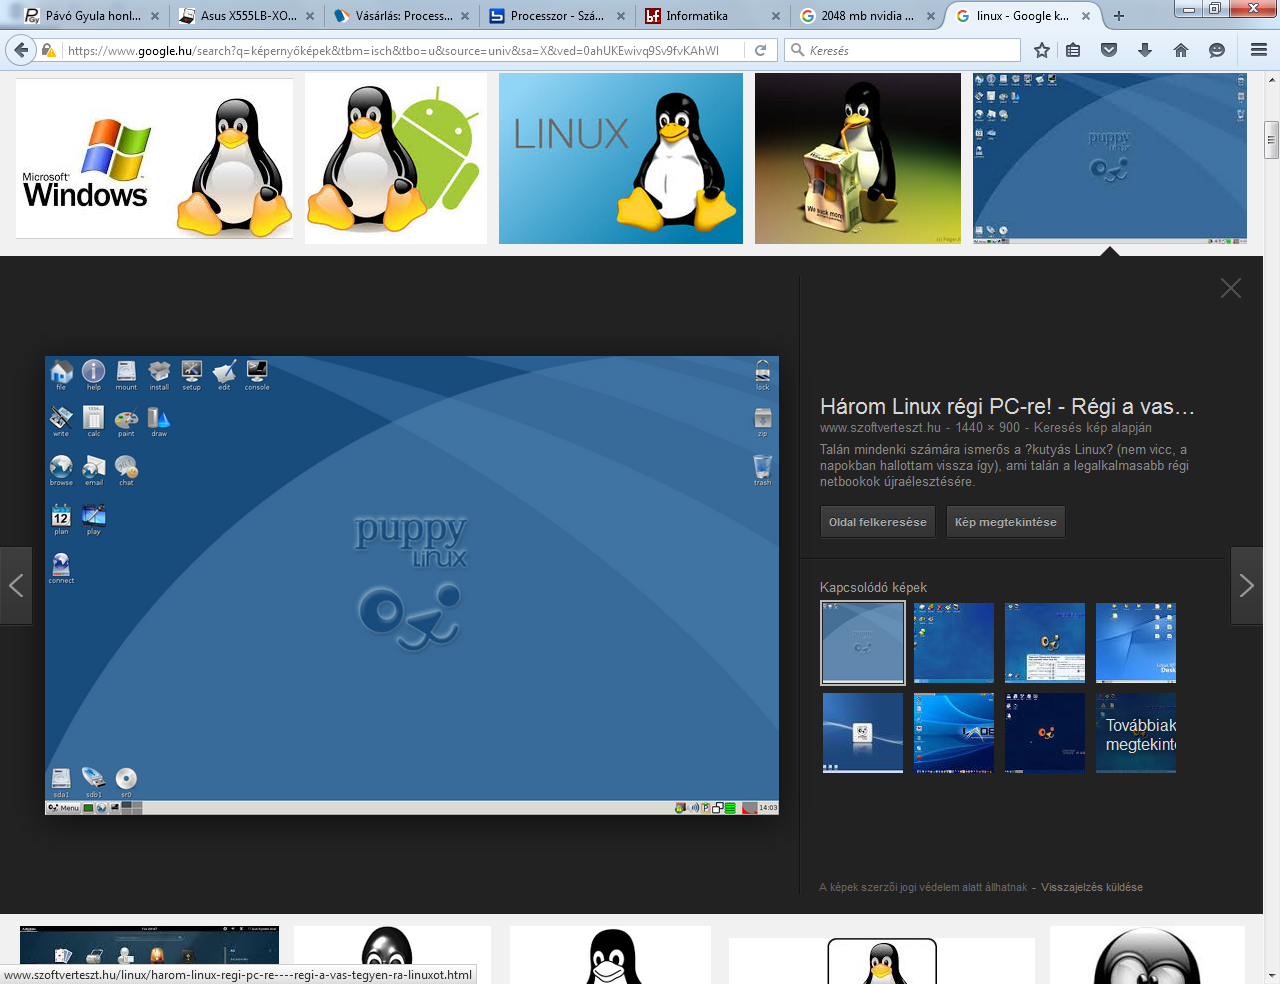 Pávó Gyula honl...
Asus X555LB-XO...
Vásárlás: Process...
Processzor - Szá...
Informatika
2048 mb nvidia ...
linux - Google k...
https://www.google.hu/search?q=képernyőképek&tbm=isch&tbo=u&source=univ&sa=X&ved=0ahUKEwivq9Sv9fvKAhWI
Keresés
Microsoft
Windows
LINUX
We suck more!
puppy
Linux
file help mount install setup edit console lock
write calc paint draw zip
browse email chat trash
plan play
connect
12
puppy
Linux
sda1 sdb1 sr0
Menu
14:03
Három Linux régi PC-re! - Régi a vas…
www.szoftverteszt.hu - 1440 × 900 - Keresés kép alapján
Talán mindenki számára ismerős a ?kutyás Linux? (nem vicc, a
napokban hallottam vissza így), ami talán a legalkalmasabb régi
netbookok újraélesztésére.
Oldal felkeresése
Kép megtekintése
Kapcsolódó képek
Továbbiak
megtekint
A képek szerzői jogi védelem alatt állhatnak - Visszajelzés küldése
www.szoftverteszt.hu/linux/harom-linux-regi-pc-re----regi-a-vas-tegyen-ra-linuxot.html